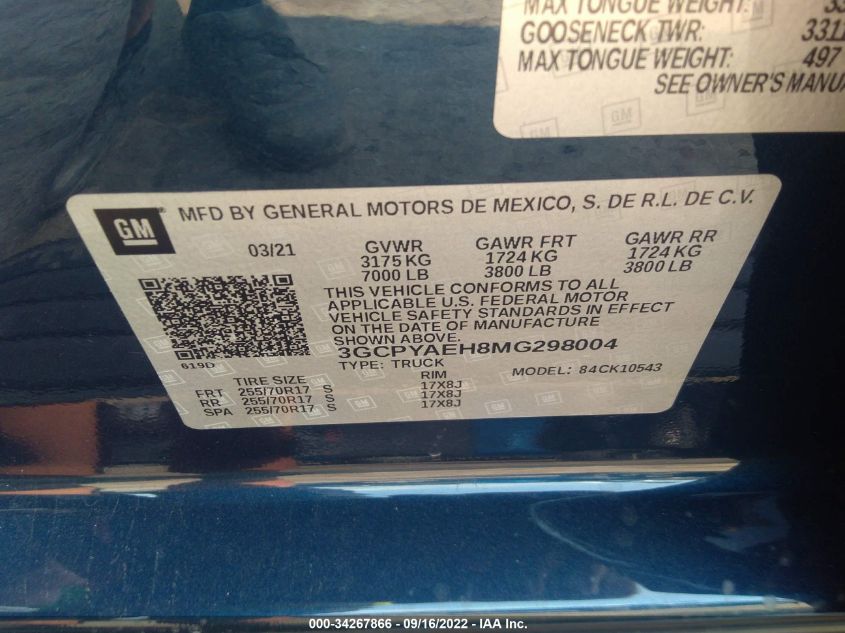 MAX TONGUE WEIGHT:
GOOSENECK TWR: 3311
MAX TONGUE WEIGHT: 497
SEE OWNER'S MANUA
GM
GM ® MFD BY GENERAL MOTORS DE MEXICO, S. DE R.L. DE C.V.
03/21 GVWR GAWR FRT GAWR RR
3175 KG 1724 KG 1724 KG
7000 LB 3800 LB 3800 LB
THIS VEHICLE CONFORMS TO ALL
APPLICABLE U.S. FEDERAL MOTOR
VEHICLE SAFETY STANDARDS IN EFFECT
ON THE DATE OF MANUFACTURE
SHOWN ABOVE.
619D 3GCPYAEH8MG298004
TYPE: TRUCK MODEL: 84CK10543
TIRE SIZE RIM
FRT 255/70R17 S 17X8J
RR 255/70R17 S 17X8J
SPA 255/70R17 S 17X8J
000-34267866 - 09/16/2022 - IAA Inc.